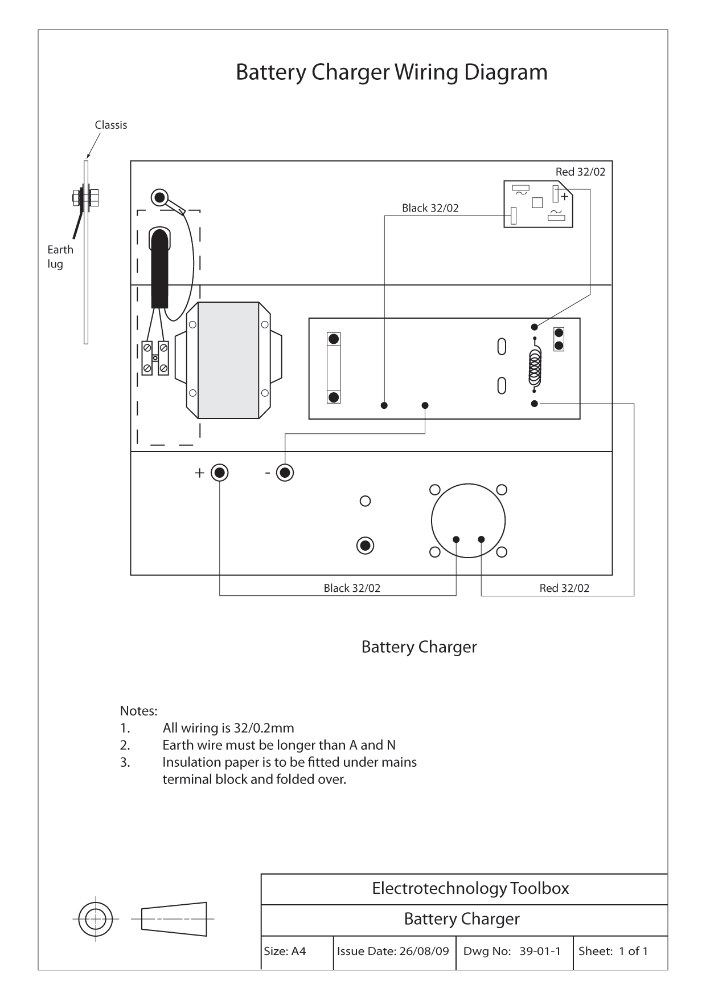 Battery Charger Wiring Diagram
Classis
Red 32/02
+
Black 32/02
Earth
lug
+ -
Black 32/02
Red 32/02
Battery Charger
Notes:
1. All wiring is 32/0.2mm
2. Earth wire must be longer than A and N
3. Insulation paper is to be fitted under mains
terminal block and folded over.
Electrotechnology Toolbox
Battery Charger
Size: A4 Issue Date: 26/08/09 Dwg No: 39-01-1 Sheet: 1 of 1